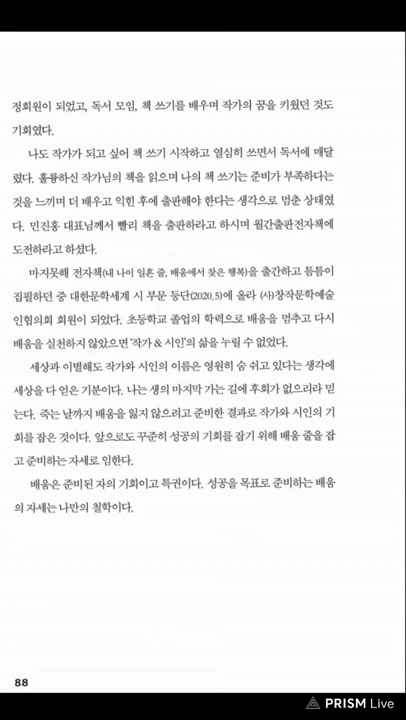 정회원이 되었고, 독서 모임, 책 쓰기를 배우며 작가의 꿈을 키웠던 것도
기회였다.
나도 작가가 되고 싶어 책 쓰기 시작하고 열심히 쓰면서 독서에 매달
렸다. 훌륭하신 작가님의 책을 읽으며 나의 책 쓰기는 준비가 부족하다는
것을 느끼며 더 배우고 익힌 후에 출판해야 한다는 생각으로 멈춘 상태였
다. 민진홍 대표님께서 빨리 책을 출판하라고 하시며 월간출판전자책에
도전하라고 하셨다.
마지못해 전자책(내 나이 일흔 줄, 배움에서 찾은 행복)을 출간하고 틈틈이
집필하던 중 대한문학세계 시 부문 등단(2020.5)에 올라 (사)창작문학예술
인협의회 회원이 되었다. 초등학교 졸업의 학력으로 배움을 멈추고 다시
배움을 실천하지 않았으면 '작가 & 시인'의 삶을 누릴 수 없었다.
세상과 이별해도 작가와 시인의 이름은 영원히 숨 쉬고 있다는 생각에
세상을 다 얻은 기분이다. 나는 생의 마지막 가는 길에 후회가 없으리라 믿
는다. 죽는 날까지 배움을 잃지 않으려고 준비한 결과로 작가와 시인의 기
회를 잡은 것이다. 앞으로도 꾸준히 성공의 기회를 잡기 위해 배움 줄을 잡
고 준비하는 자세로 임한다.
배움은 준비된 자의 기회이고 특권이다. 성공을 목표로 준비하는 배움
의 자세는 나만의 철학이다.
88
PRISM Live